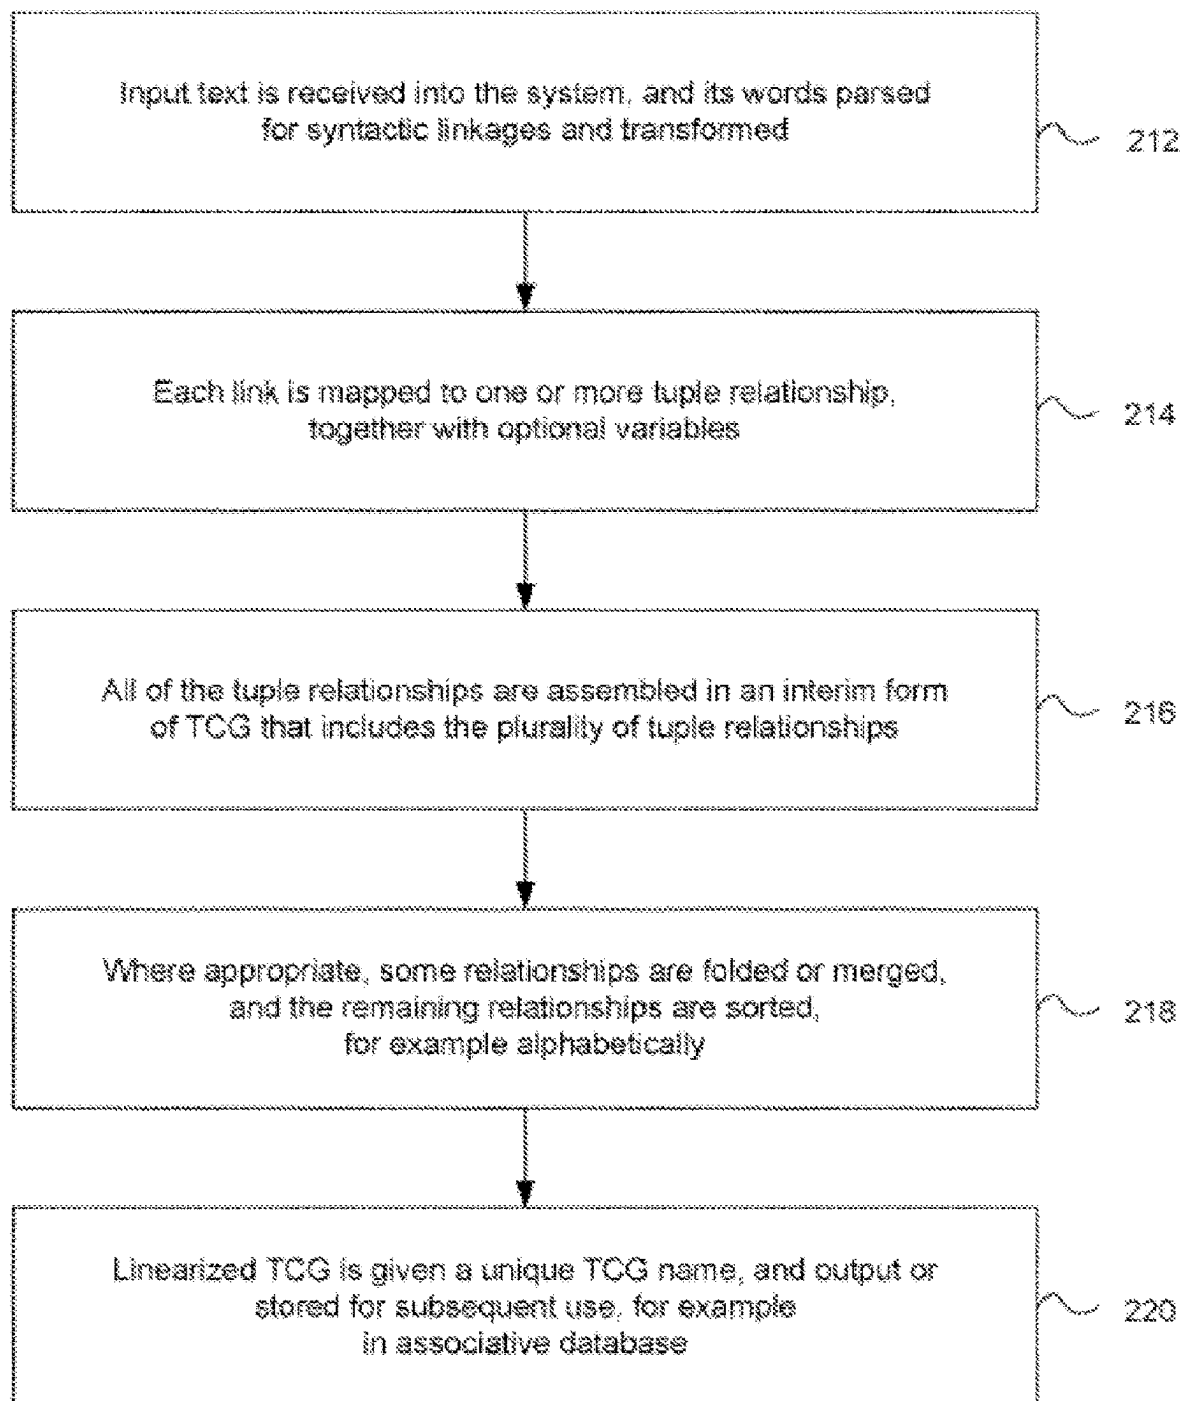 Input text is received into the system, and its words parsed
for syntactic linkages and transformed
212
Each link is mapped to one or more tuple relationship,
together with optional variables
214
All of the tuple relationships are assembled in an interim form
of TCG that includes the plurality of tuple relationships
216
Where appropriate, some relationships are folded or merged,
and the remaining relationships are sorted,
for example alphabetically
218
Linearized TCG is given a unique TCG name, and output or
stored for subsequent use, for example
in associative database
220